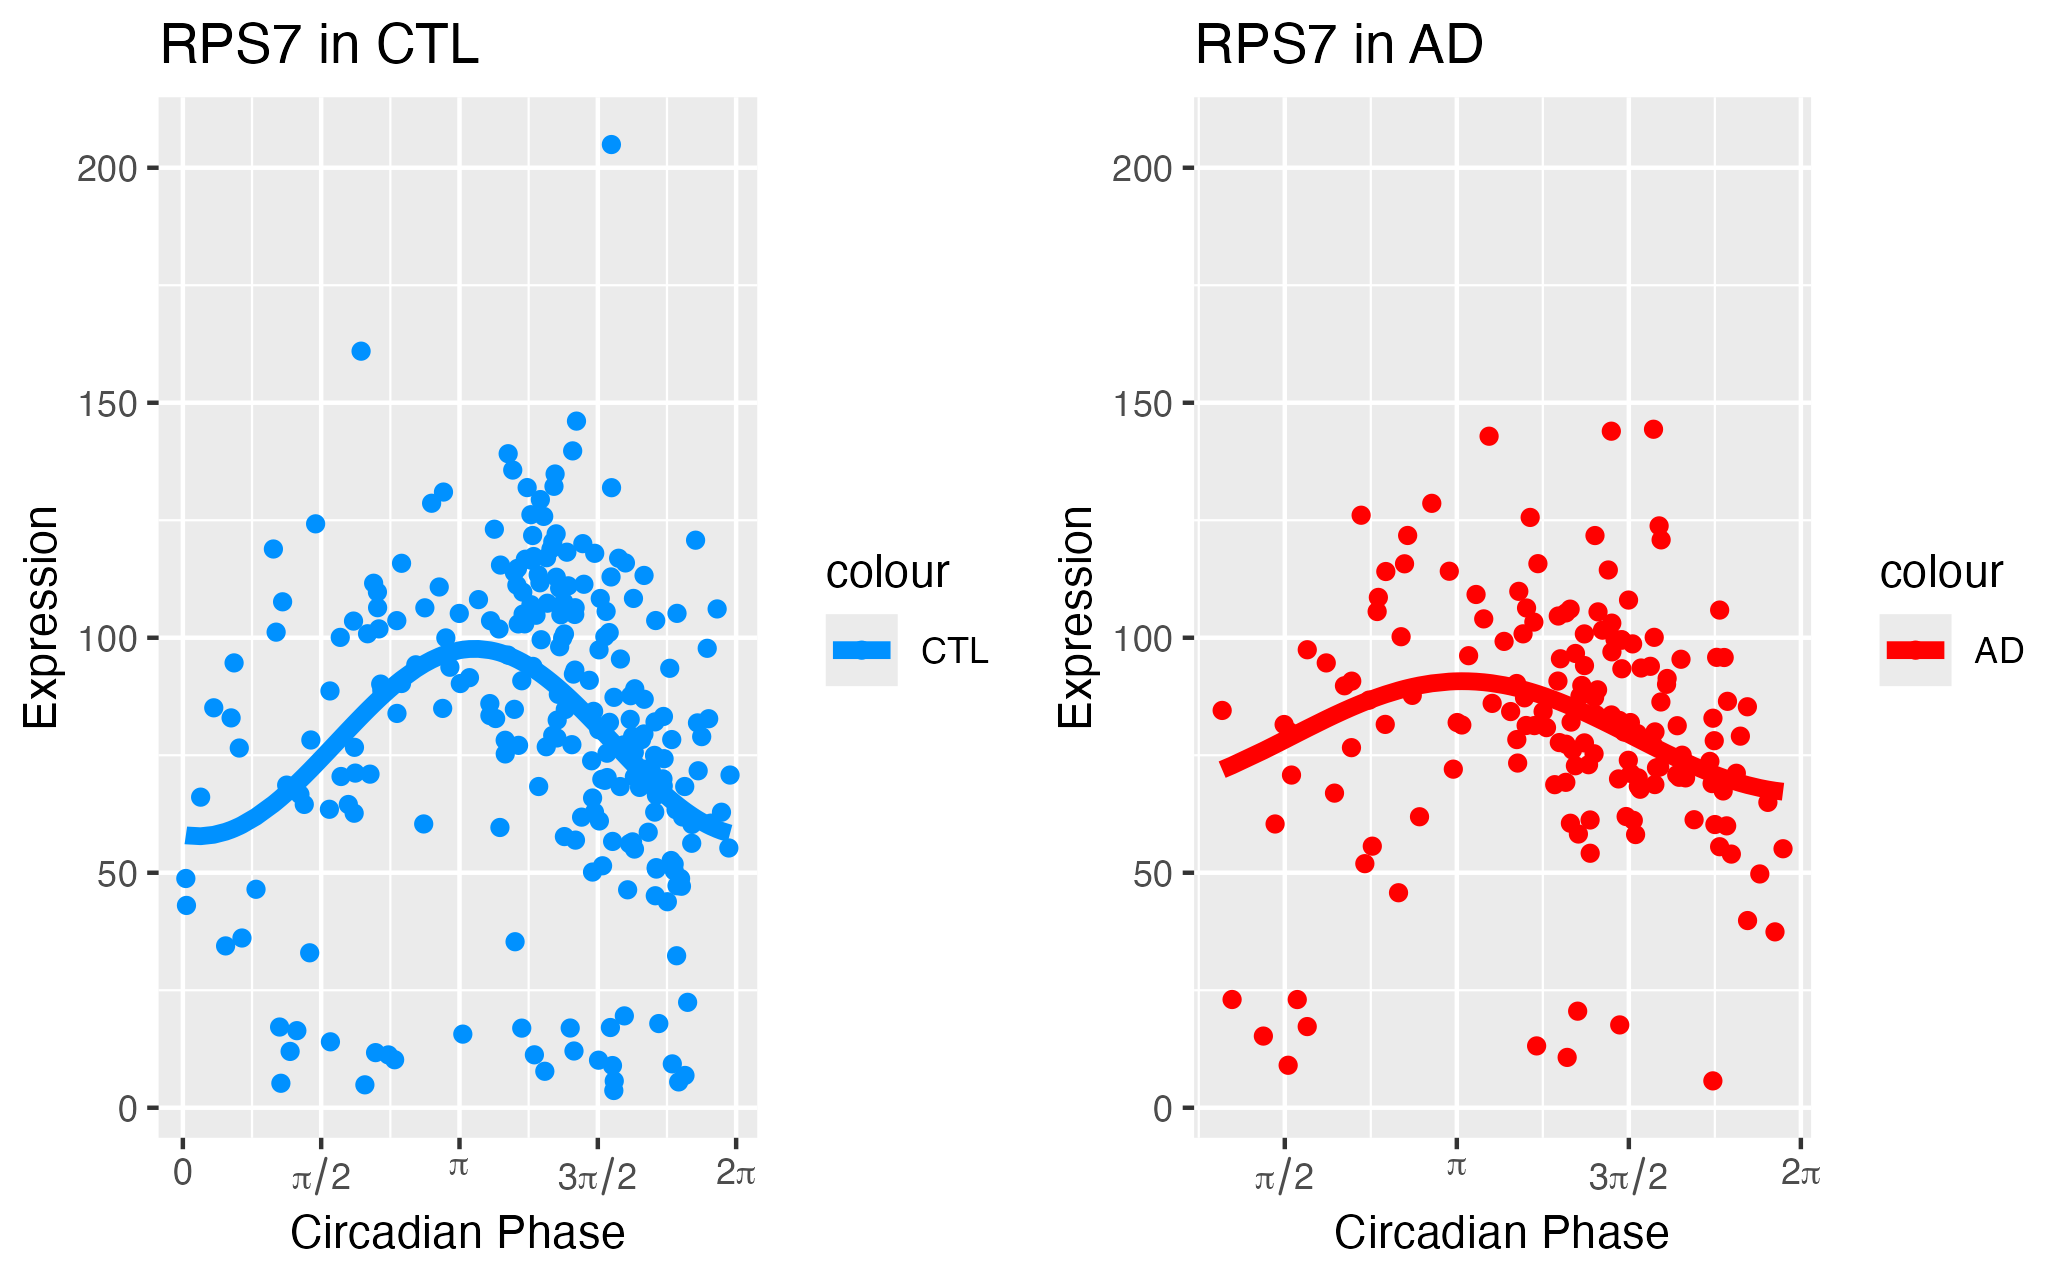 RPS7 in CTL
Expression
200
150
100
50
0
0 π/2 π 3π/2 2π
Circadian Phase
colour
CTL
RPS7 in AD
Expression
200
150
100
50
0
π/2 π 3π/2 2π
Circadian Phase
colour
AD